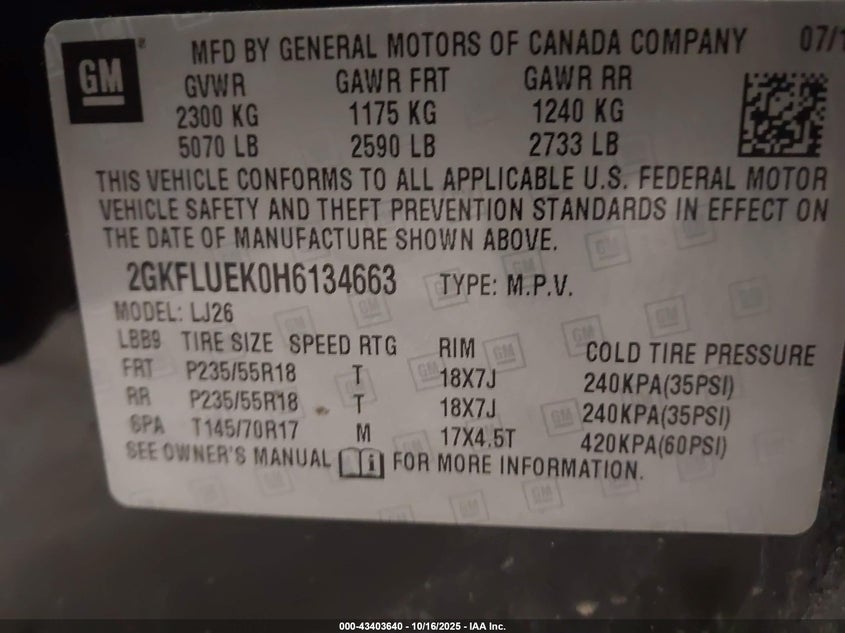 GM
MFD BY GENERAL MOTORS OF CANADA COMPANY 07/1
GVWR GAWR FRT GAWR RR
2300 KG 1175 KG 1240 KG
5070 LB 2590 LB 2733 LB
THIS VEHICLE CONFORMS TO ALL APPLICABLE U.S. FEDERAL MOTOR
VEHICLE SAFETY AND THEFT PREVENTION STANDARDS IN EFFECT ON
THE DATE OF MANUFACTURE SHOWN ABOVE.
2GKFLUEK0H6134663 TYPE: M.P.V.
MODEL: LJ26
LBB9 TIRE SIZE SPEED RTG RIM COLD TIRE PRESSURE
FRT P235/55R18 T 18X7J 240KPA(35PSI)
RR P235/55R18 T 18X7J 240KPA(35PSI)
SPA T145/70R17 M 17X4.5T 420KPA(60PSI)
SEE OWNER'S MANUAL FOR MORE INFORMATION.
000-43403640 - 10/16/2025 - IAA Inc.